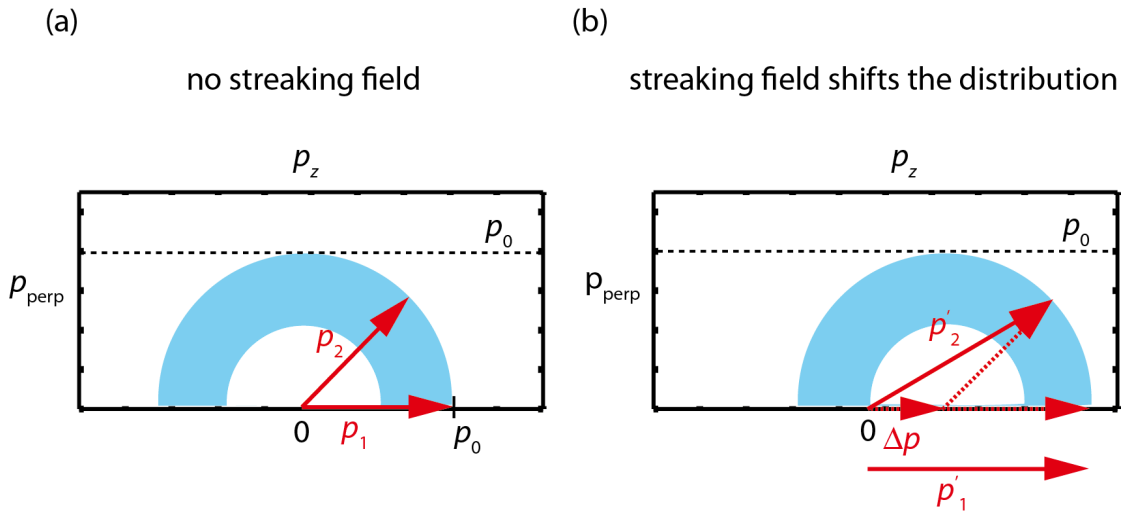 (a)
no streaking field
p_z
p_0
p_perp
p_2
p_1
0
p_0
(b)
streaking field shifts the distribution
p_z
p_0
p_perp
p'_2
0
Δp
p'_1